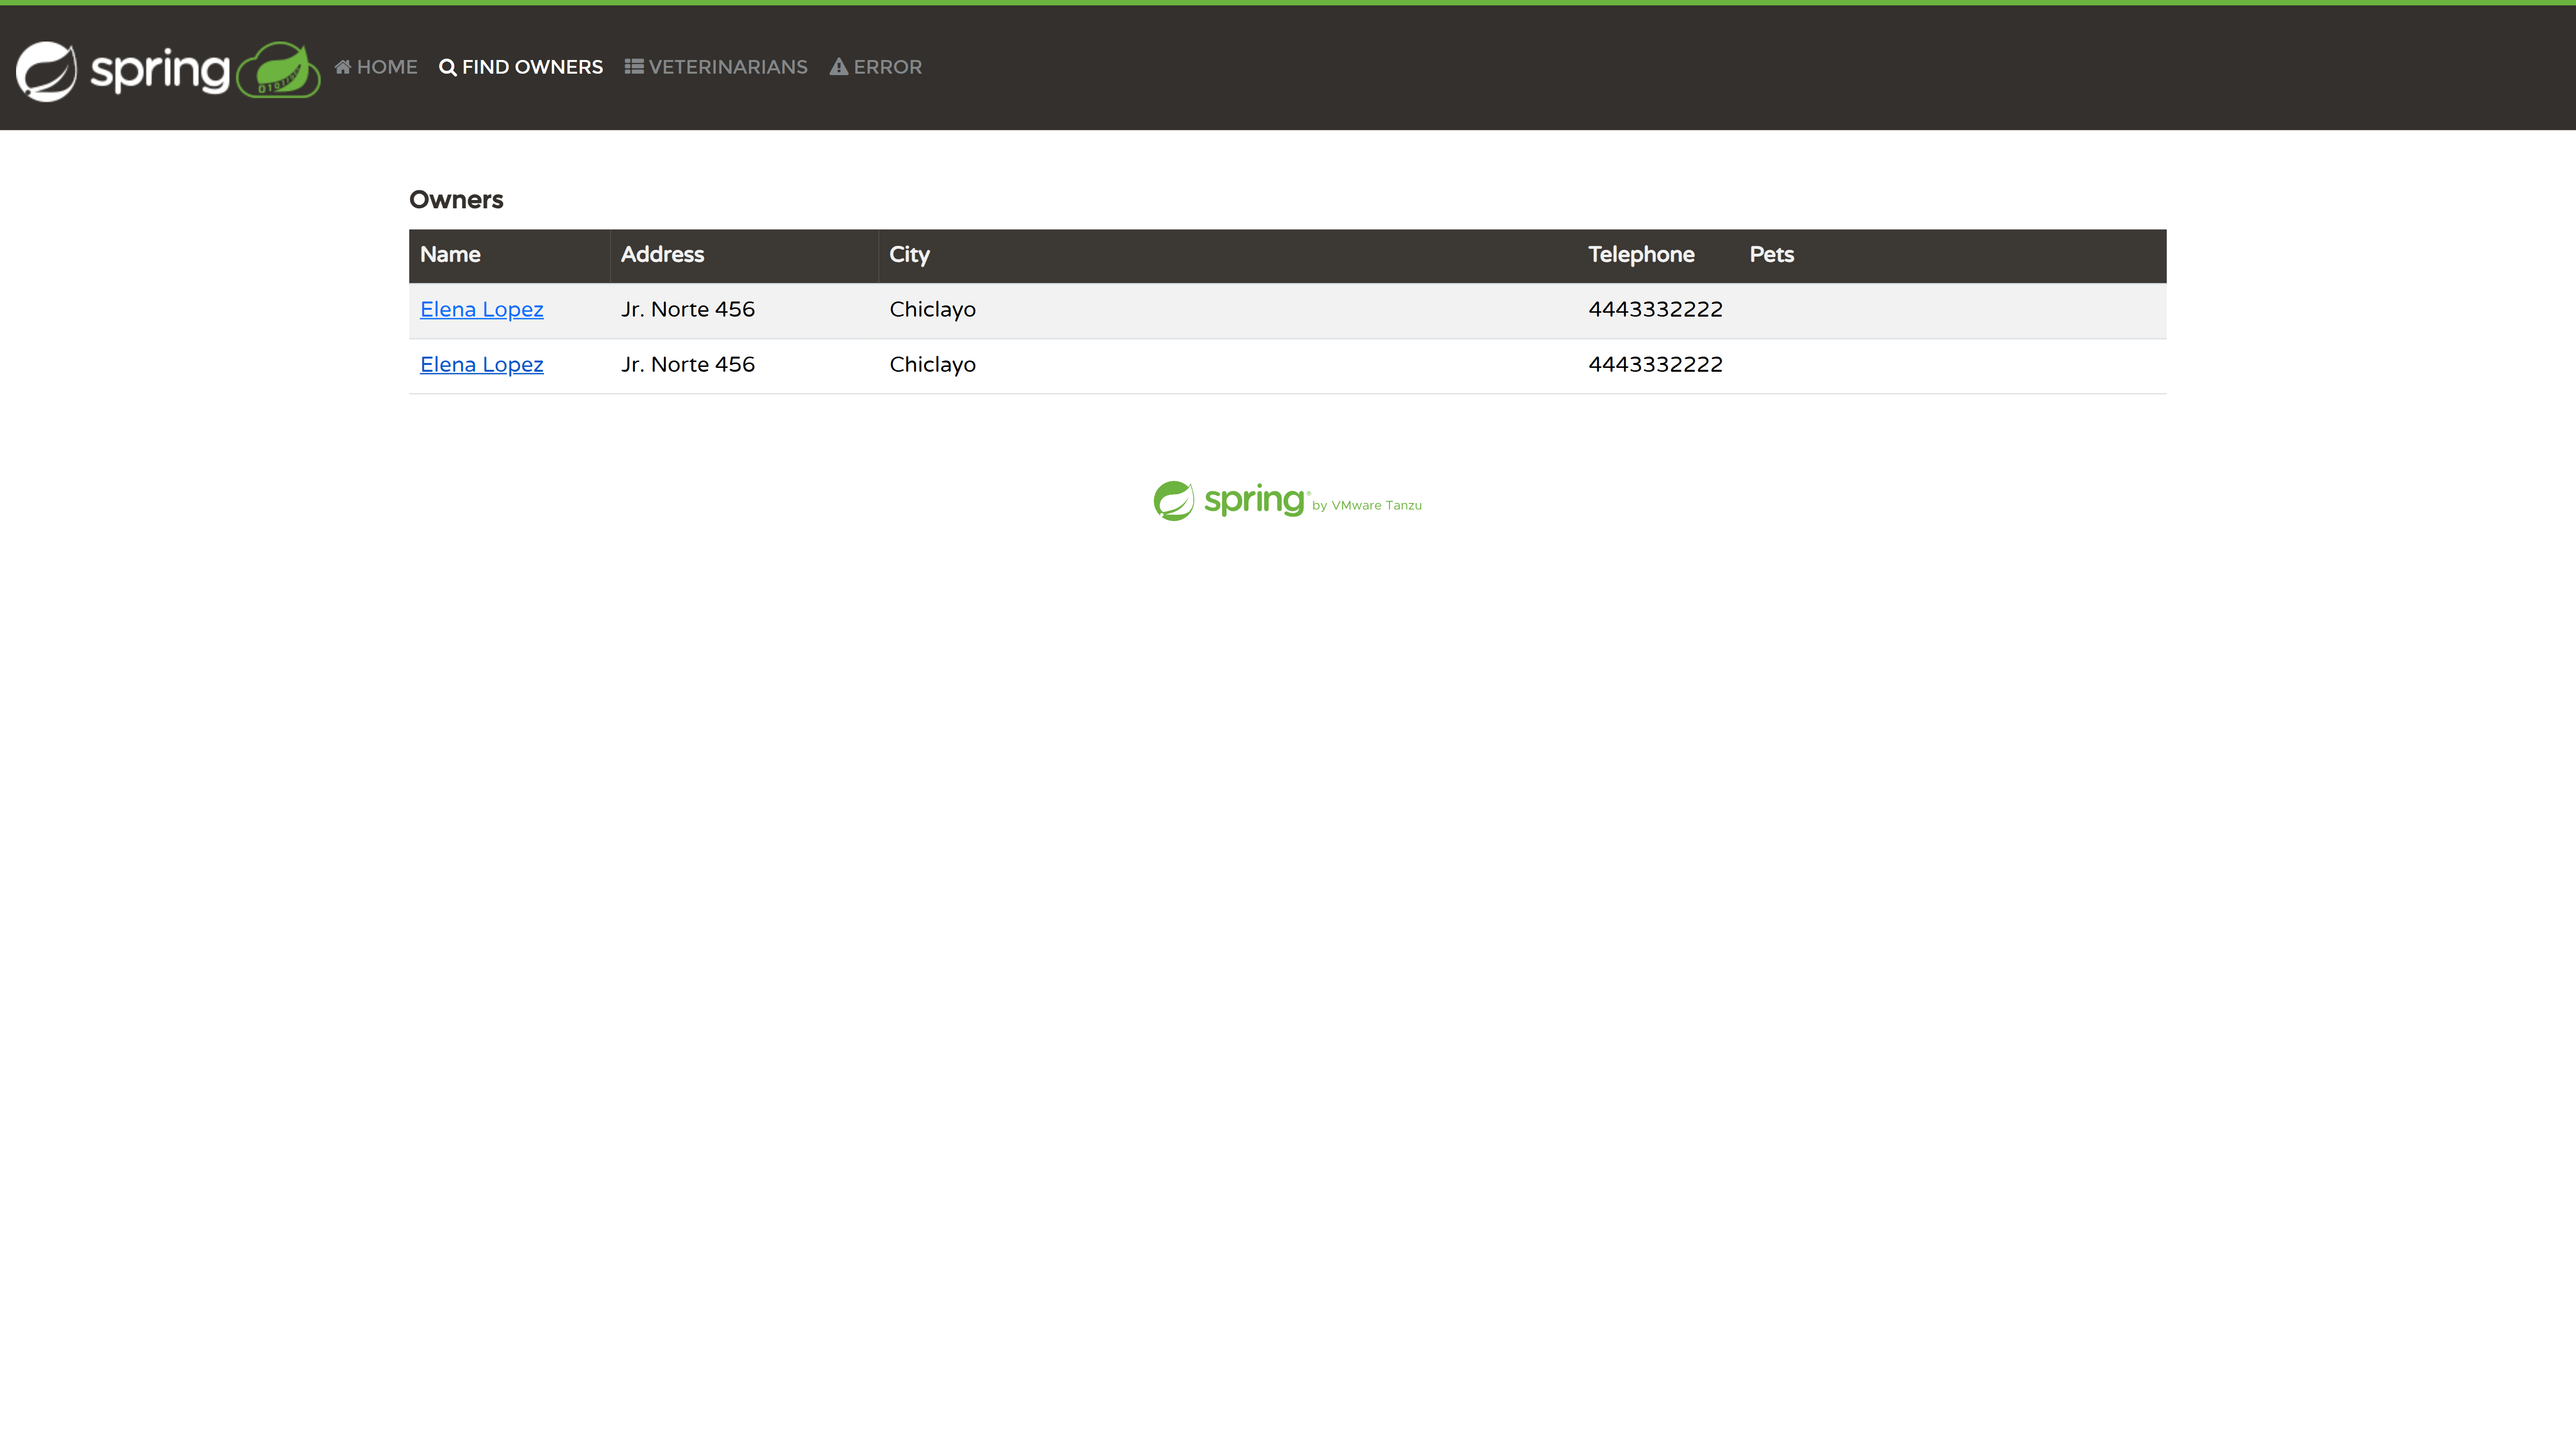 spring HOME FIND OWNERS VETERINARIANS ERROR
Owners
Name Address City Telephone Pets
Elena Lopez Jr. Norte 456 Chiclayo 4443332222
Elena Lopez Jr. Norte 456 Chiclayo 4443332222
spring® by VMware Tanzu